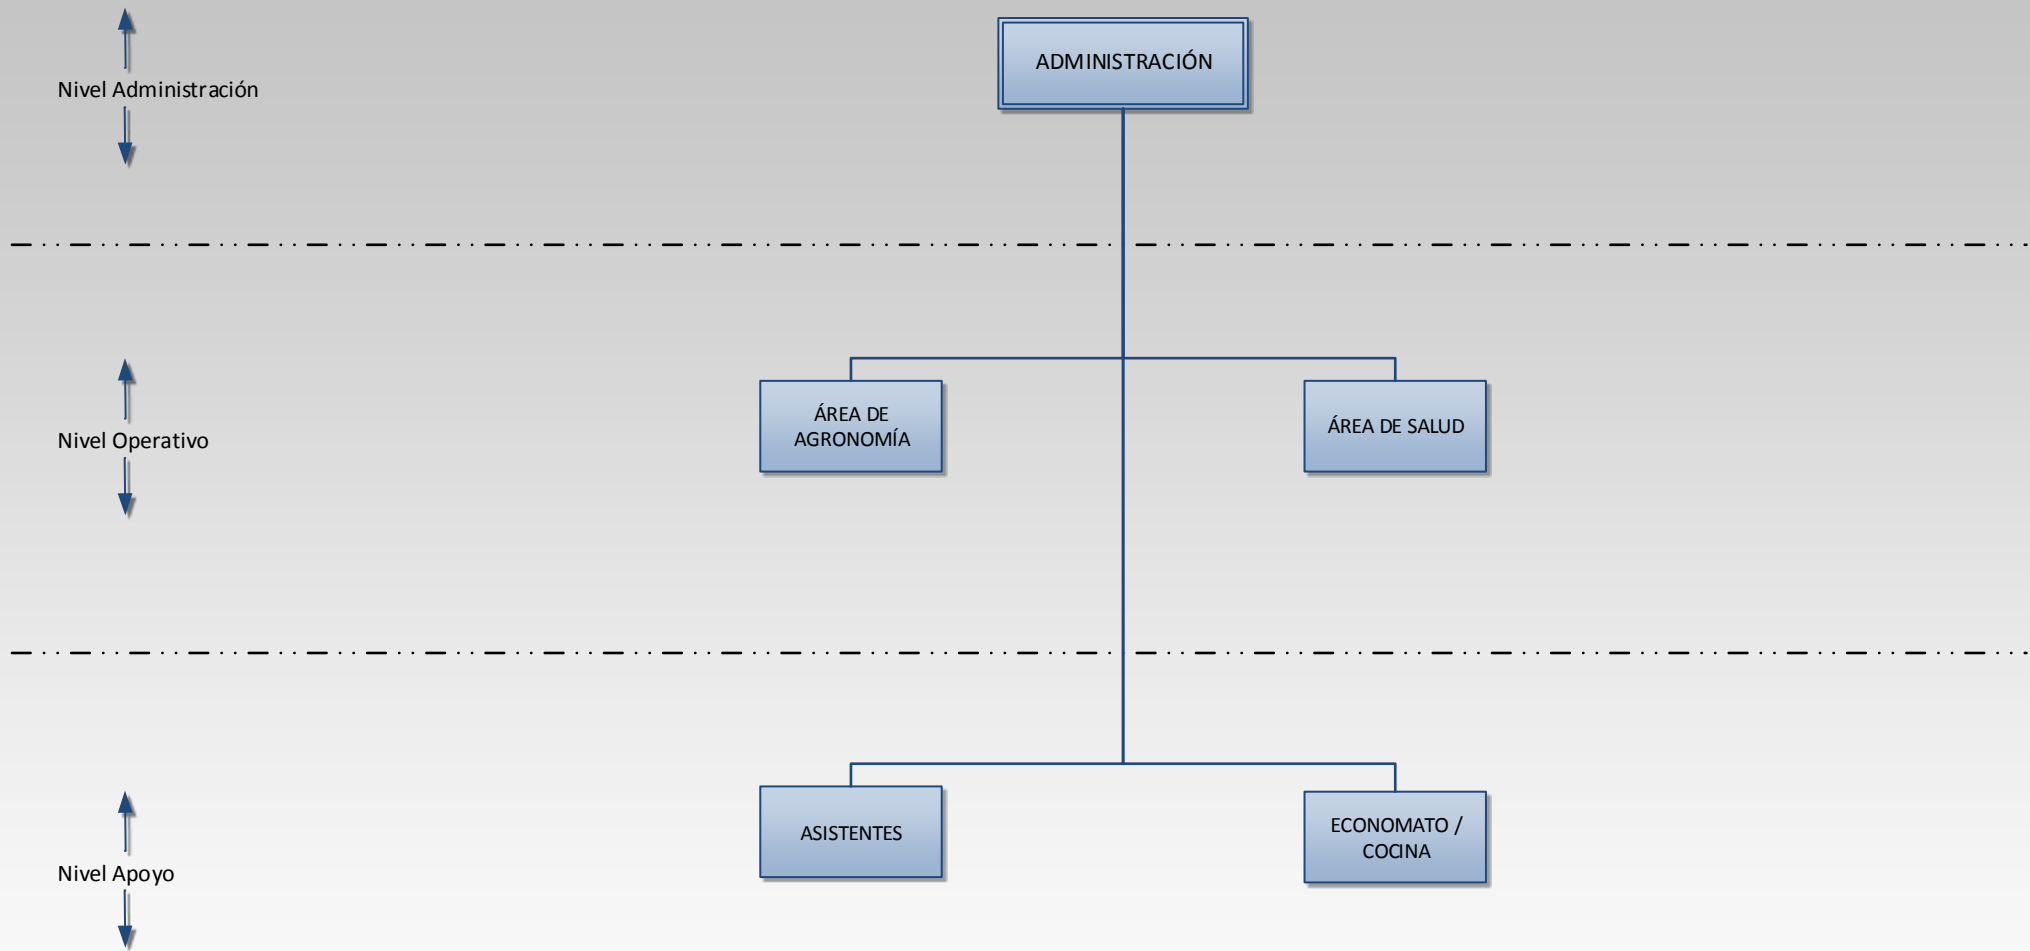 ADMINISTRACIÓN
Nivel Administración
ÁREA DE
AGRONOMÍA
ÁREA DE SALUD
Nivel Operativo
ASISTENTES
ECONOMATO /
COCINA
Nivel Apoyo